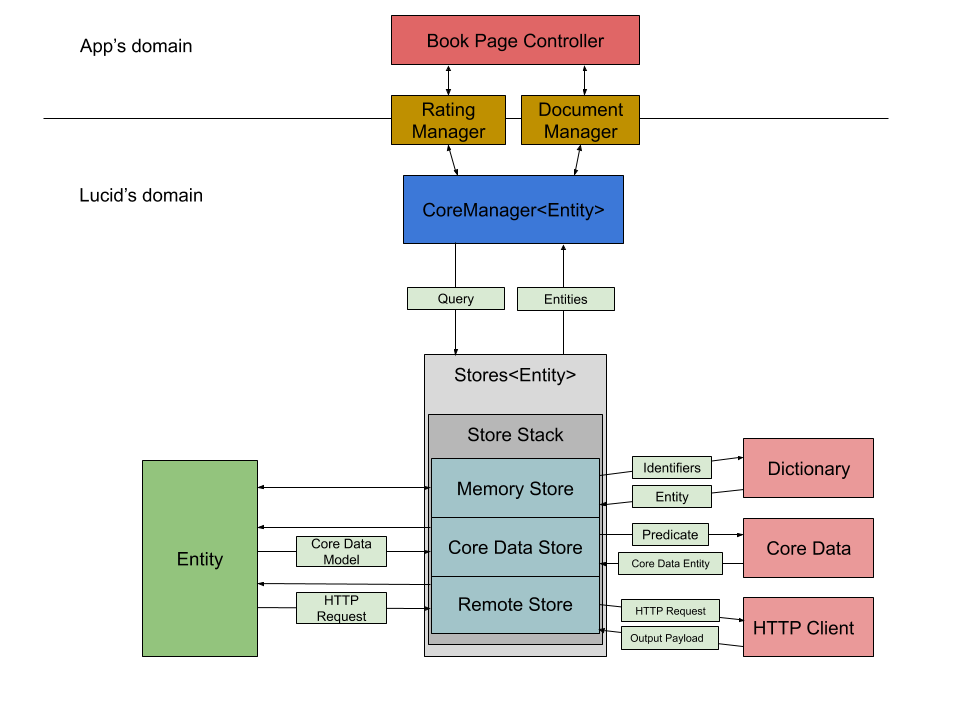 App's domain
Book Page Controller
Rating
Manager
Document
Manager
Lucid's domain
CoreManager<Entity>
Query
Entities
Stores<Entity>
Store Stack
Memory Store
Identifiers
Entity
Dictionary
Entity
Core Data
Model
Core Data Store
Predicate
Core Data Entity
Core Data
HTTP
Request
Remote Store
HTTP Request
Output Payload
HTTP Client